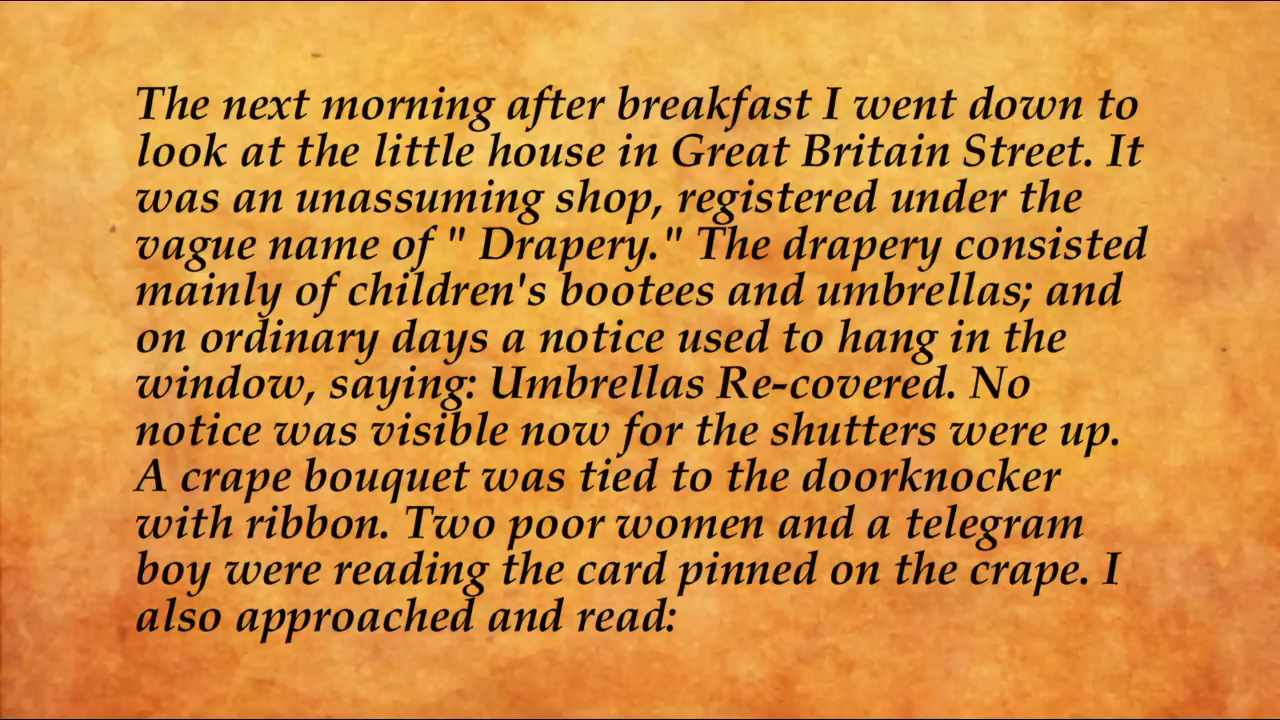 The next morning after breakfast I went down to
look at the little house in Great Britain Street. It
was an unassuming shop, registered under the
vague name of " Drapery." The drapery consisted
mainly of children's bootees and umbrellas; and
on ordinary days a notice used to hang in the
window, saying: Umbrellas Re-covered. No
notice was visible now for the shutters were up.
A crape bouquet was tied to the doorknocker
with ribbon. Two poor women and a telegram
boy were reading the card pinned on the crape. I
also approached and read: